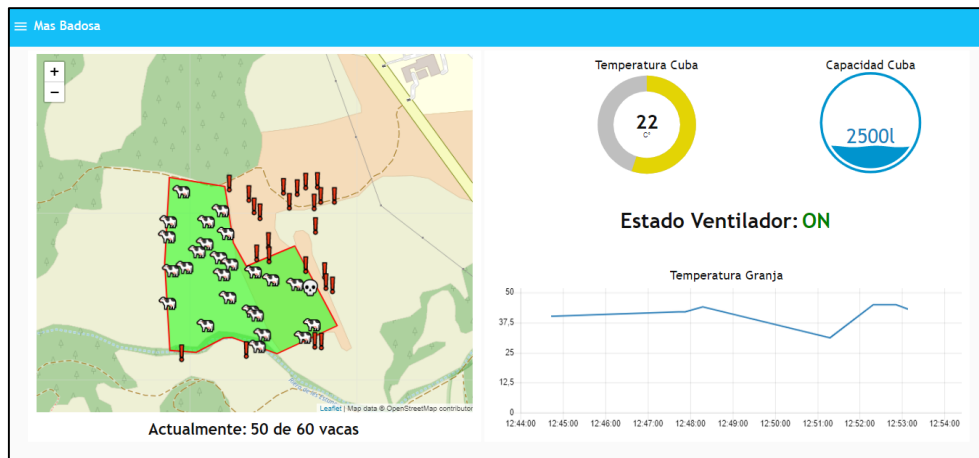 Mas Badosa
+
−
Leaflet | Map data © OpenStreetMap contributor
Actualmente: 50 de 60 vacas
Temperatura Cuba
22
C°
Capacidad Cuba
2500l
Estado Ventilador: ON
Temperatura Granja
50
37,5
25
12,5
0
12:44:00 12:45:00 12:46:00 12:47:00 12:48:00 12:49:00 12:50:00 12:51:00 12:52:00 12:53:00 12:54:00